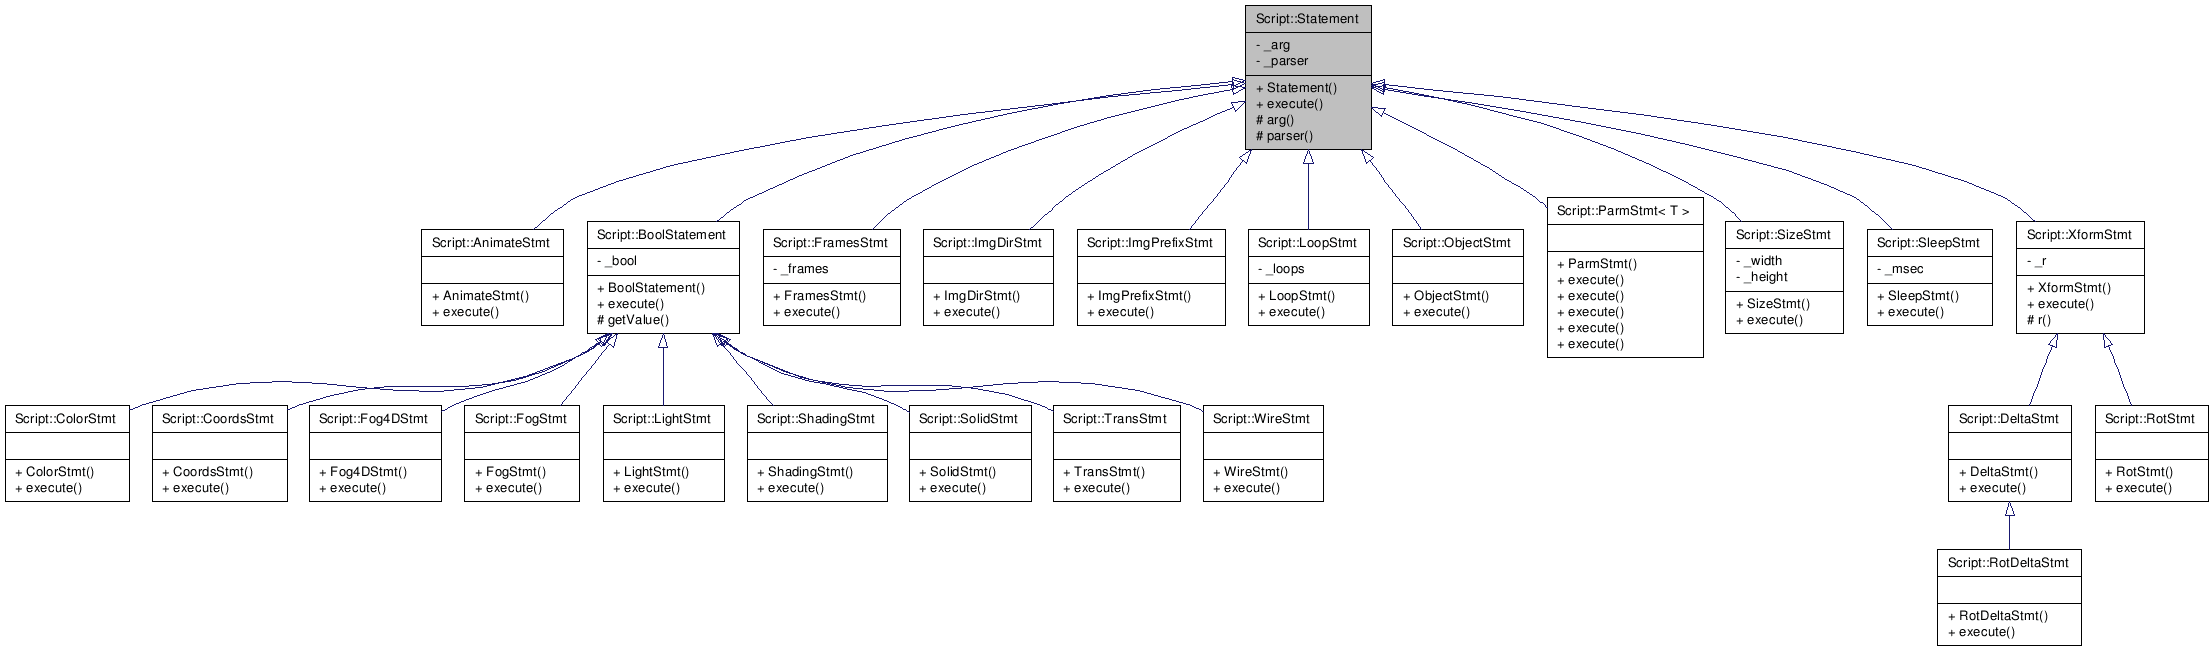 Script::Statement
- _arg
- _parser
+ Statement()
+ execute()
# arg()
# parser()
Script::AnimateStmt
+ AnimateStmt()
+ execute()
Script::BoolStatement
- _bool
+ BoolStatement()
+ execute()
# getValue()
Script::FramesStmt
- _frames
+ FramesStmt()
+ execute()
Script::ImgDirStmt
+ ImgDirStmt()
+ execute()
Script::ImgPrefixStmt
+ ImgPrefixStmt()
+ execute()
Script::LoopStmt
- _loops
+ LoopStmt()
+ execute()
Script::ObjectStmt
+ ObjectStmt()
+ execute()
Script::ParmStmt< T >
+ ParmStmt()
+ execute()
+ execute()
+ execute()
+ execute()
+ execute()
Script::SizeStmt
- _width
- _height
+ SizeStmt()
+ execute()
Script::SleepStmt
- _msec
+ SleepStmt()
+ execute()
Script::XformStmt
- _r
+ XformStmt()
+ execute()
# r()
Script::ColorStmt
+ ColorStmt()
+ execute()
Script::CoordsStmt
+ CoordsStmt()
+ execute()
Script::Fog4DStmt
+ Fog4DStmt()
+ execute()
Script::FogStmt
+ FogStmt()
+ execute()
Script::LightStmt
+ LightStmt()
+ execute()
Script::ShadingStmt
+ ShadingStmt()
+ execute()
Script::SolidStmt
+ SolidStmt()
+ execute()
Script::TransStmt
+ TransStmt()
+ execute()
Script::WireStmt
+ WireStmt()
+ execute()
Script::DeltaStmt
+ DeltaStmt()
+ execute()
Script::RotStmt
+ RotStmt()
+ execute()
Script::RotDeltaStmt
+ RotDeltaStmt()
+ execute()